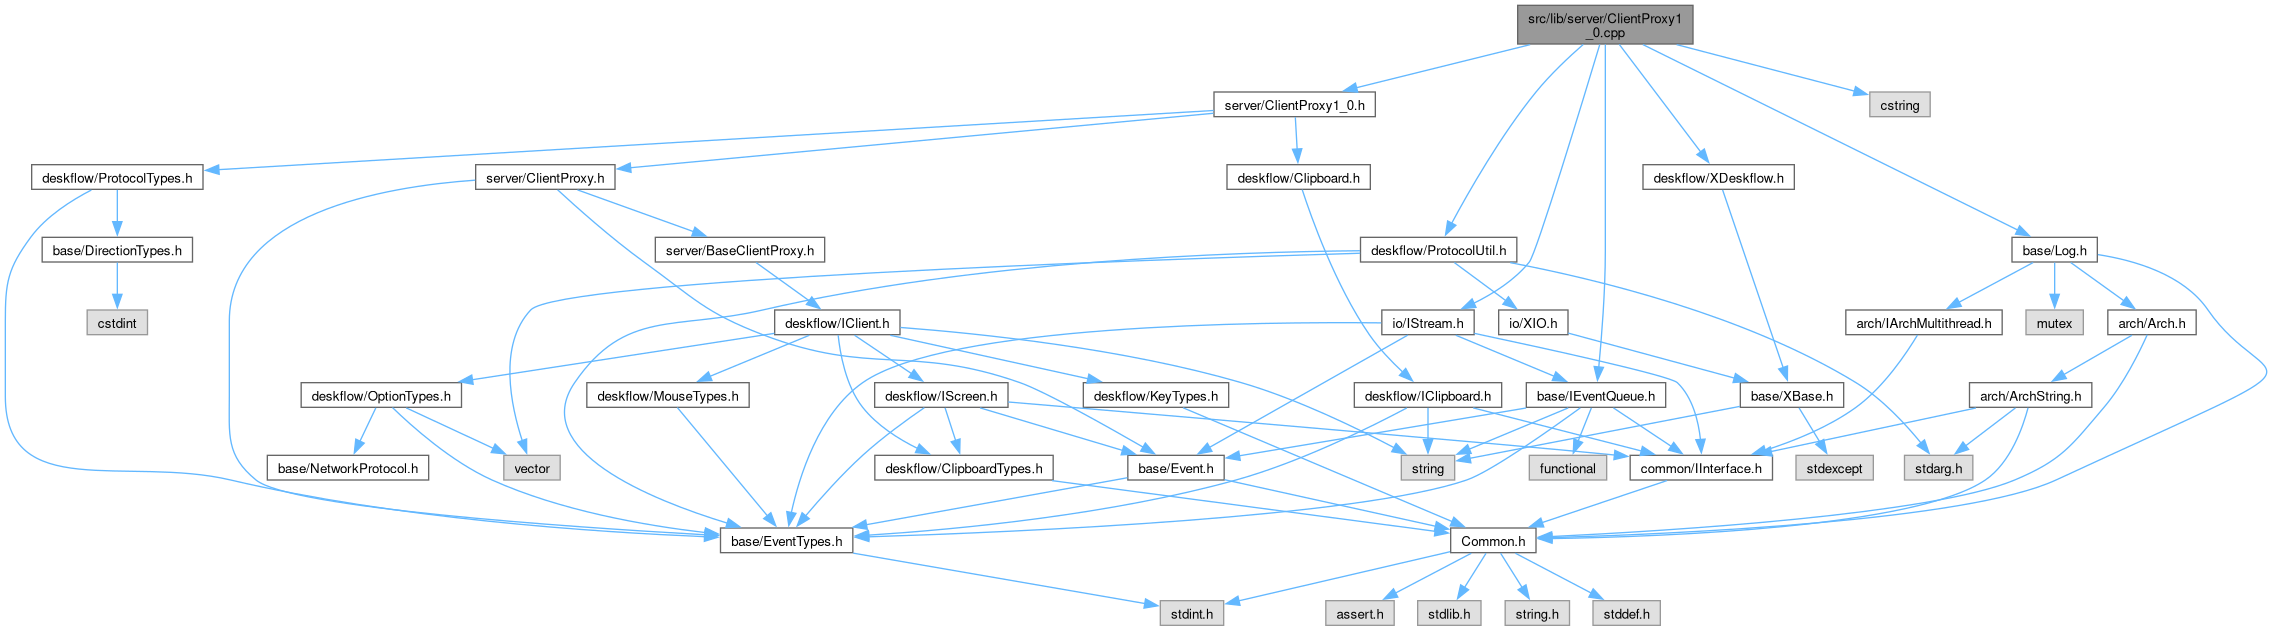 src/lib/server/ClientProxy1
_0.cpp
server/ClientProxy1_0.h
cstring
deskflow/ProtocolTypes.h
server/ClientProxy.h
deskflow/Clipboard.h
deskflow/XDeskflow.h
base/DirectionTypes.h
server/BaseClientProxy.h
deskflow/ProtocolUtil.h
base/Log.h
cstdint
deskflow/IClient.h
io/IStream.h
io/XIO.h
arch/IArchMultithread.h
mutex
arch/Arch.h
deskflow/OptionTypes.h
deskflow/MouseTypes.h
deskflow/IScreen.h
deskflow/KeyTypes.h
deskflow/IClipboard.h
base/IEventQueue.h
base/XBase.h
arch/ArchString.h
base/NetworkProtocol.h
vector
deskflow/ClipboardTypes.h
base/Event.h
string
functional
common/IInterface.h
stdexcept
stdarg.h
base/EventTypes.h
Common.h
stdint.h
assert.h
stdlib.h
string.h
stddef.h